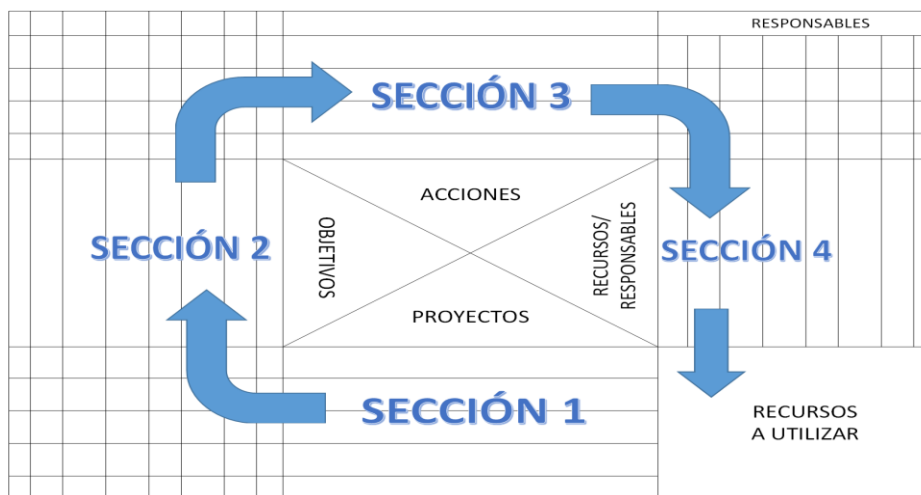 RESPONSABLES
SECCIÓN 3
ACCIONES
OBJETIVOS
RECURSOS/
RESPONSABLES
SECCIÓN 2
SECCIÓN 4
PROYECTOS
SECCIÓN 1
RECURSOS
A UTILIZAR